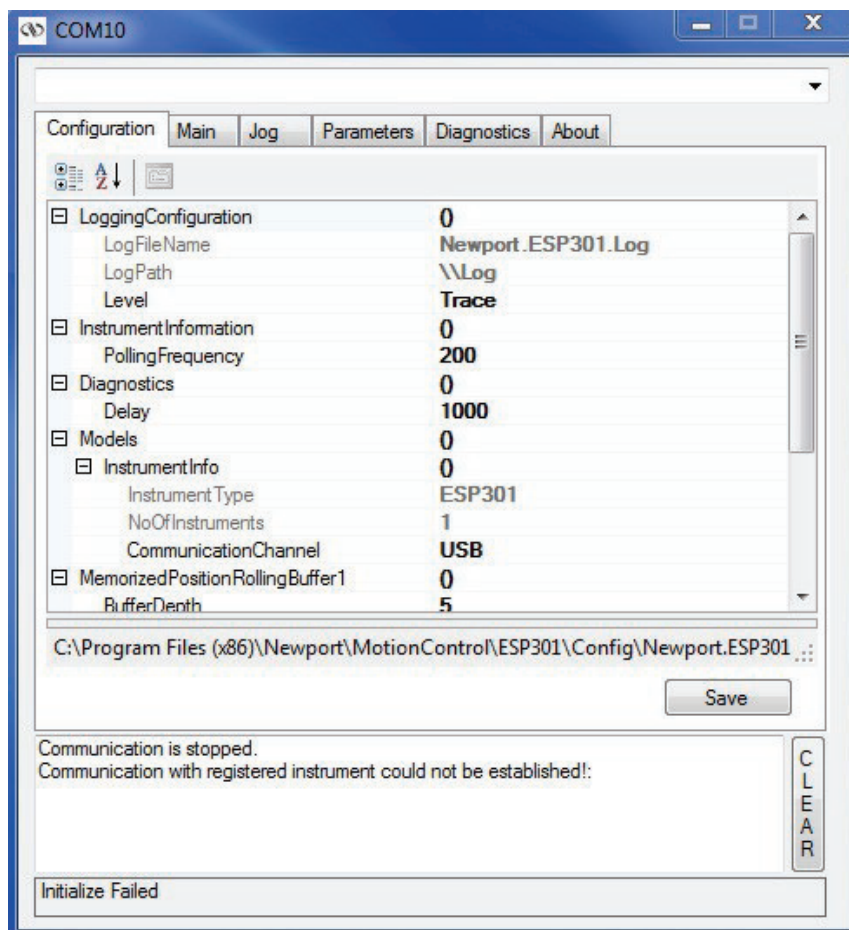 COM10
Configuration Main Jog Parameters Diagnostics About
LoggingConfiguration ()
LogFileName Newport.ESP301.Log
LogPath \\Log
Level Trace
InstrumentInformation ()
PollingFrequency 200
Diagnostics ()
Delay 1000
Models ()
InstrumentInfo ()
InstrumentType ESP301
NoOfInstruments 1
CommunicationChannel USB
MemorizedPositionRollingBuffer1 ()
BufferDepth 5
C:\Program Files (x86)\Newport\MotionControl\ESP301\Config\Newport.ESP301
Save
Communication is stopped.
Communication with registered instrument could not be established!:
CLEAR
Initialize Failed